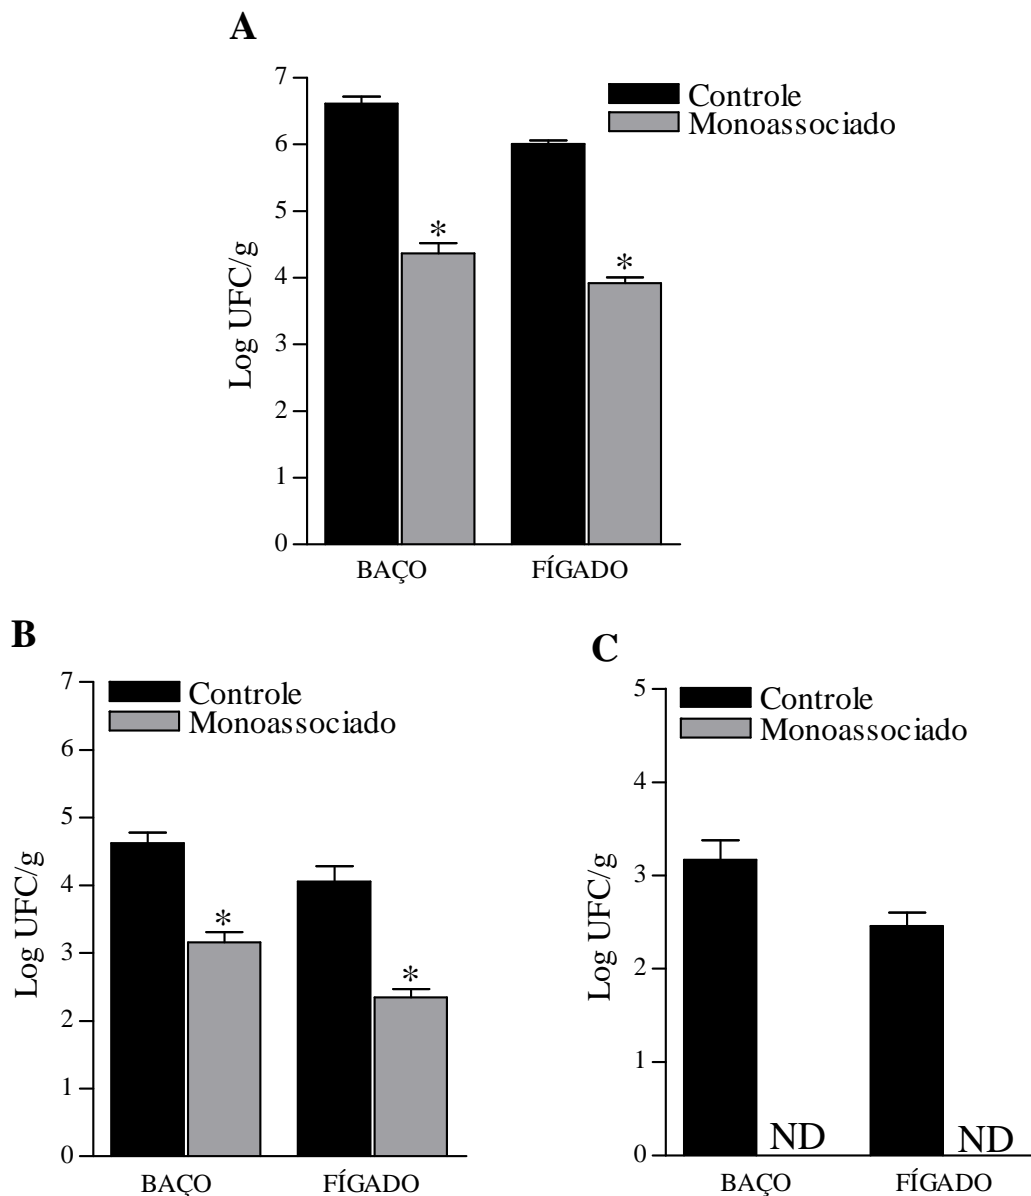 A
7
6
5
4
3
2
1
0
Log UFC/g
Controle
Monoassociado
*
*
BAÇO
FÍGADO
B
7
6
5
4
3
2
1
0
Log UFC/g
Controle
Monoassociado
*
*
BAÇO
FÍGADO
C
5
4
3
2
1
0
Log UFC/g
Controle
Monoassociado
ND
ND
BAÇO
FÍGADO